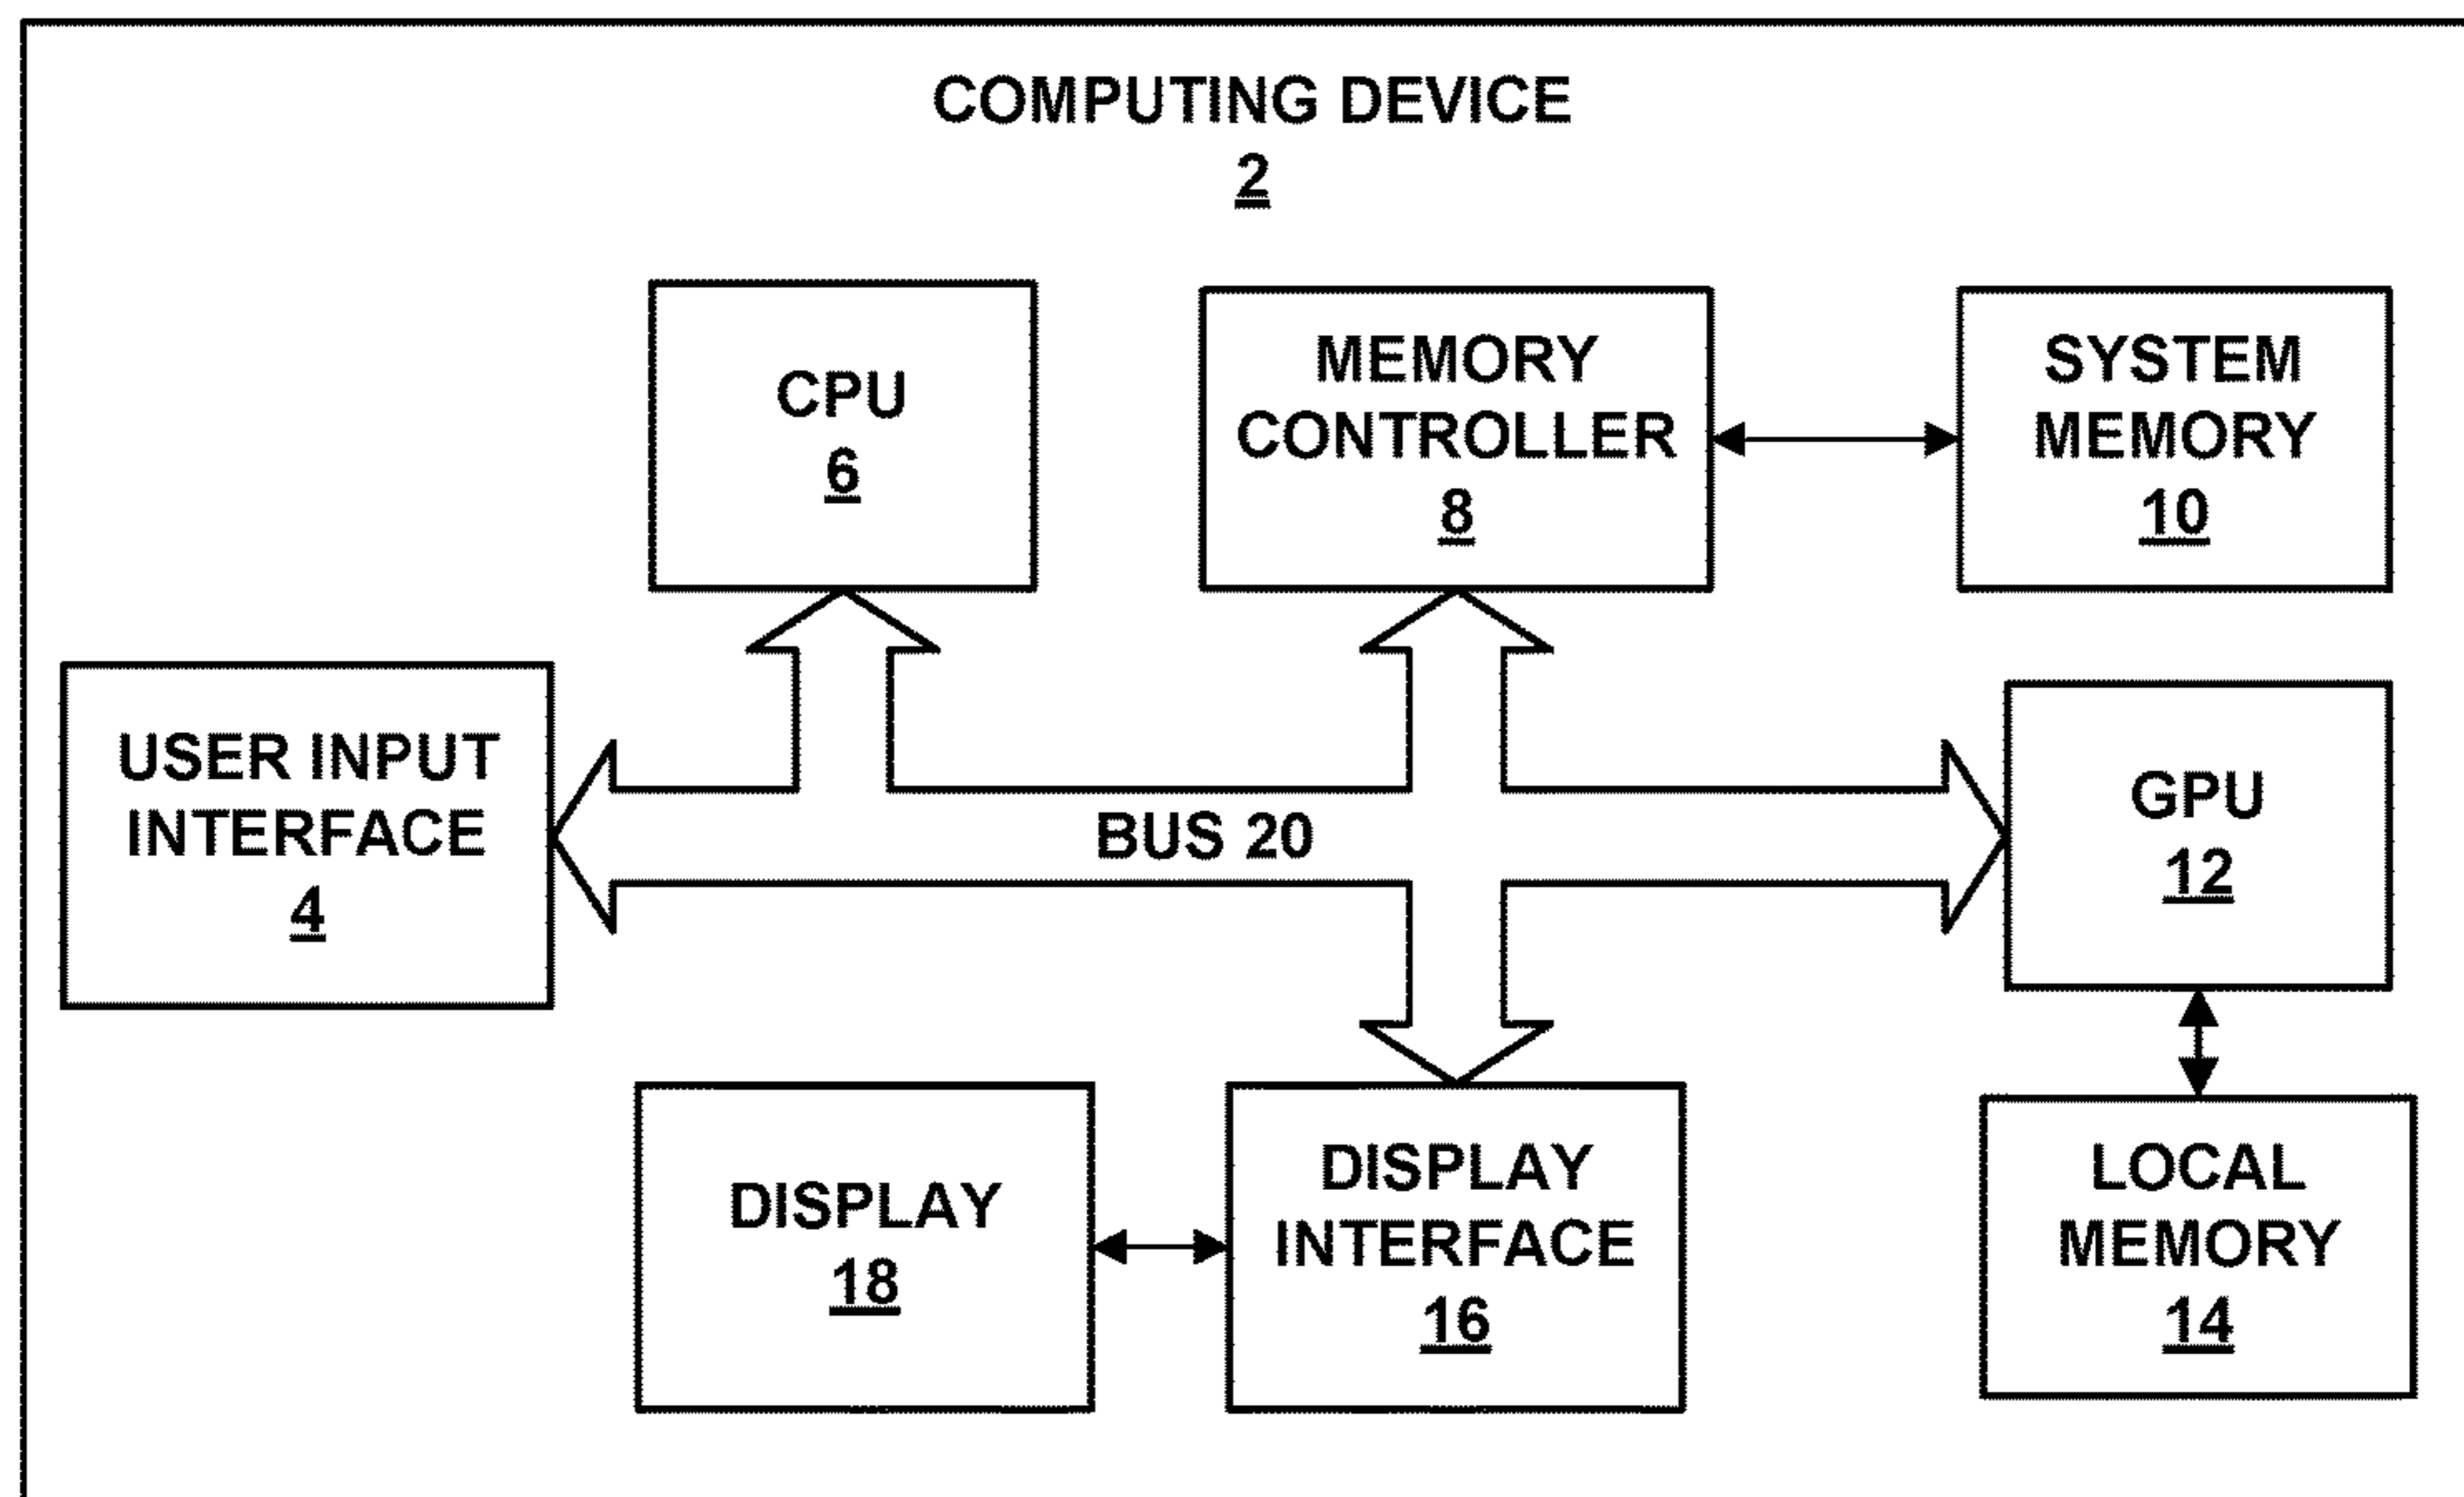 COMPUTING DEVICE
2
CPU
6
MEMORY
CONTROLLER
8
SYSTEM
MEMORY
10
USER INPUT
INTERFACE
4
BUS 20
GPU
12
DISPLAY
18
DISPLAY
INTERFACE
16
LOCAL
MEMORY
14